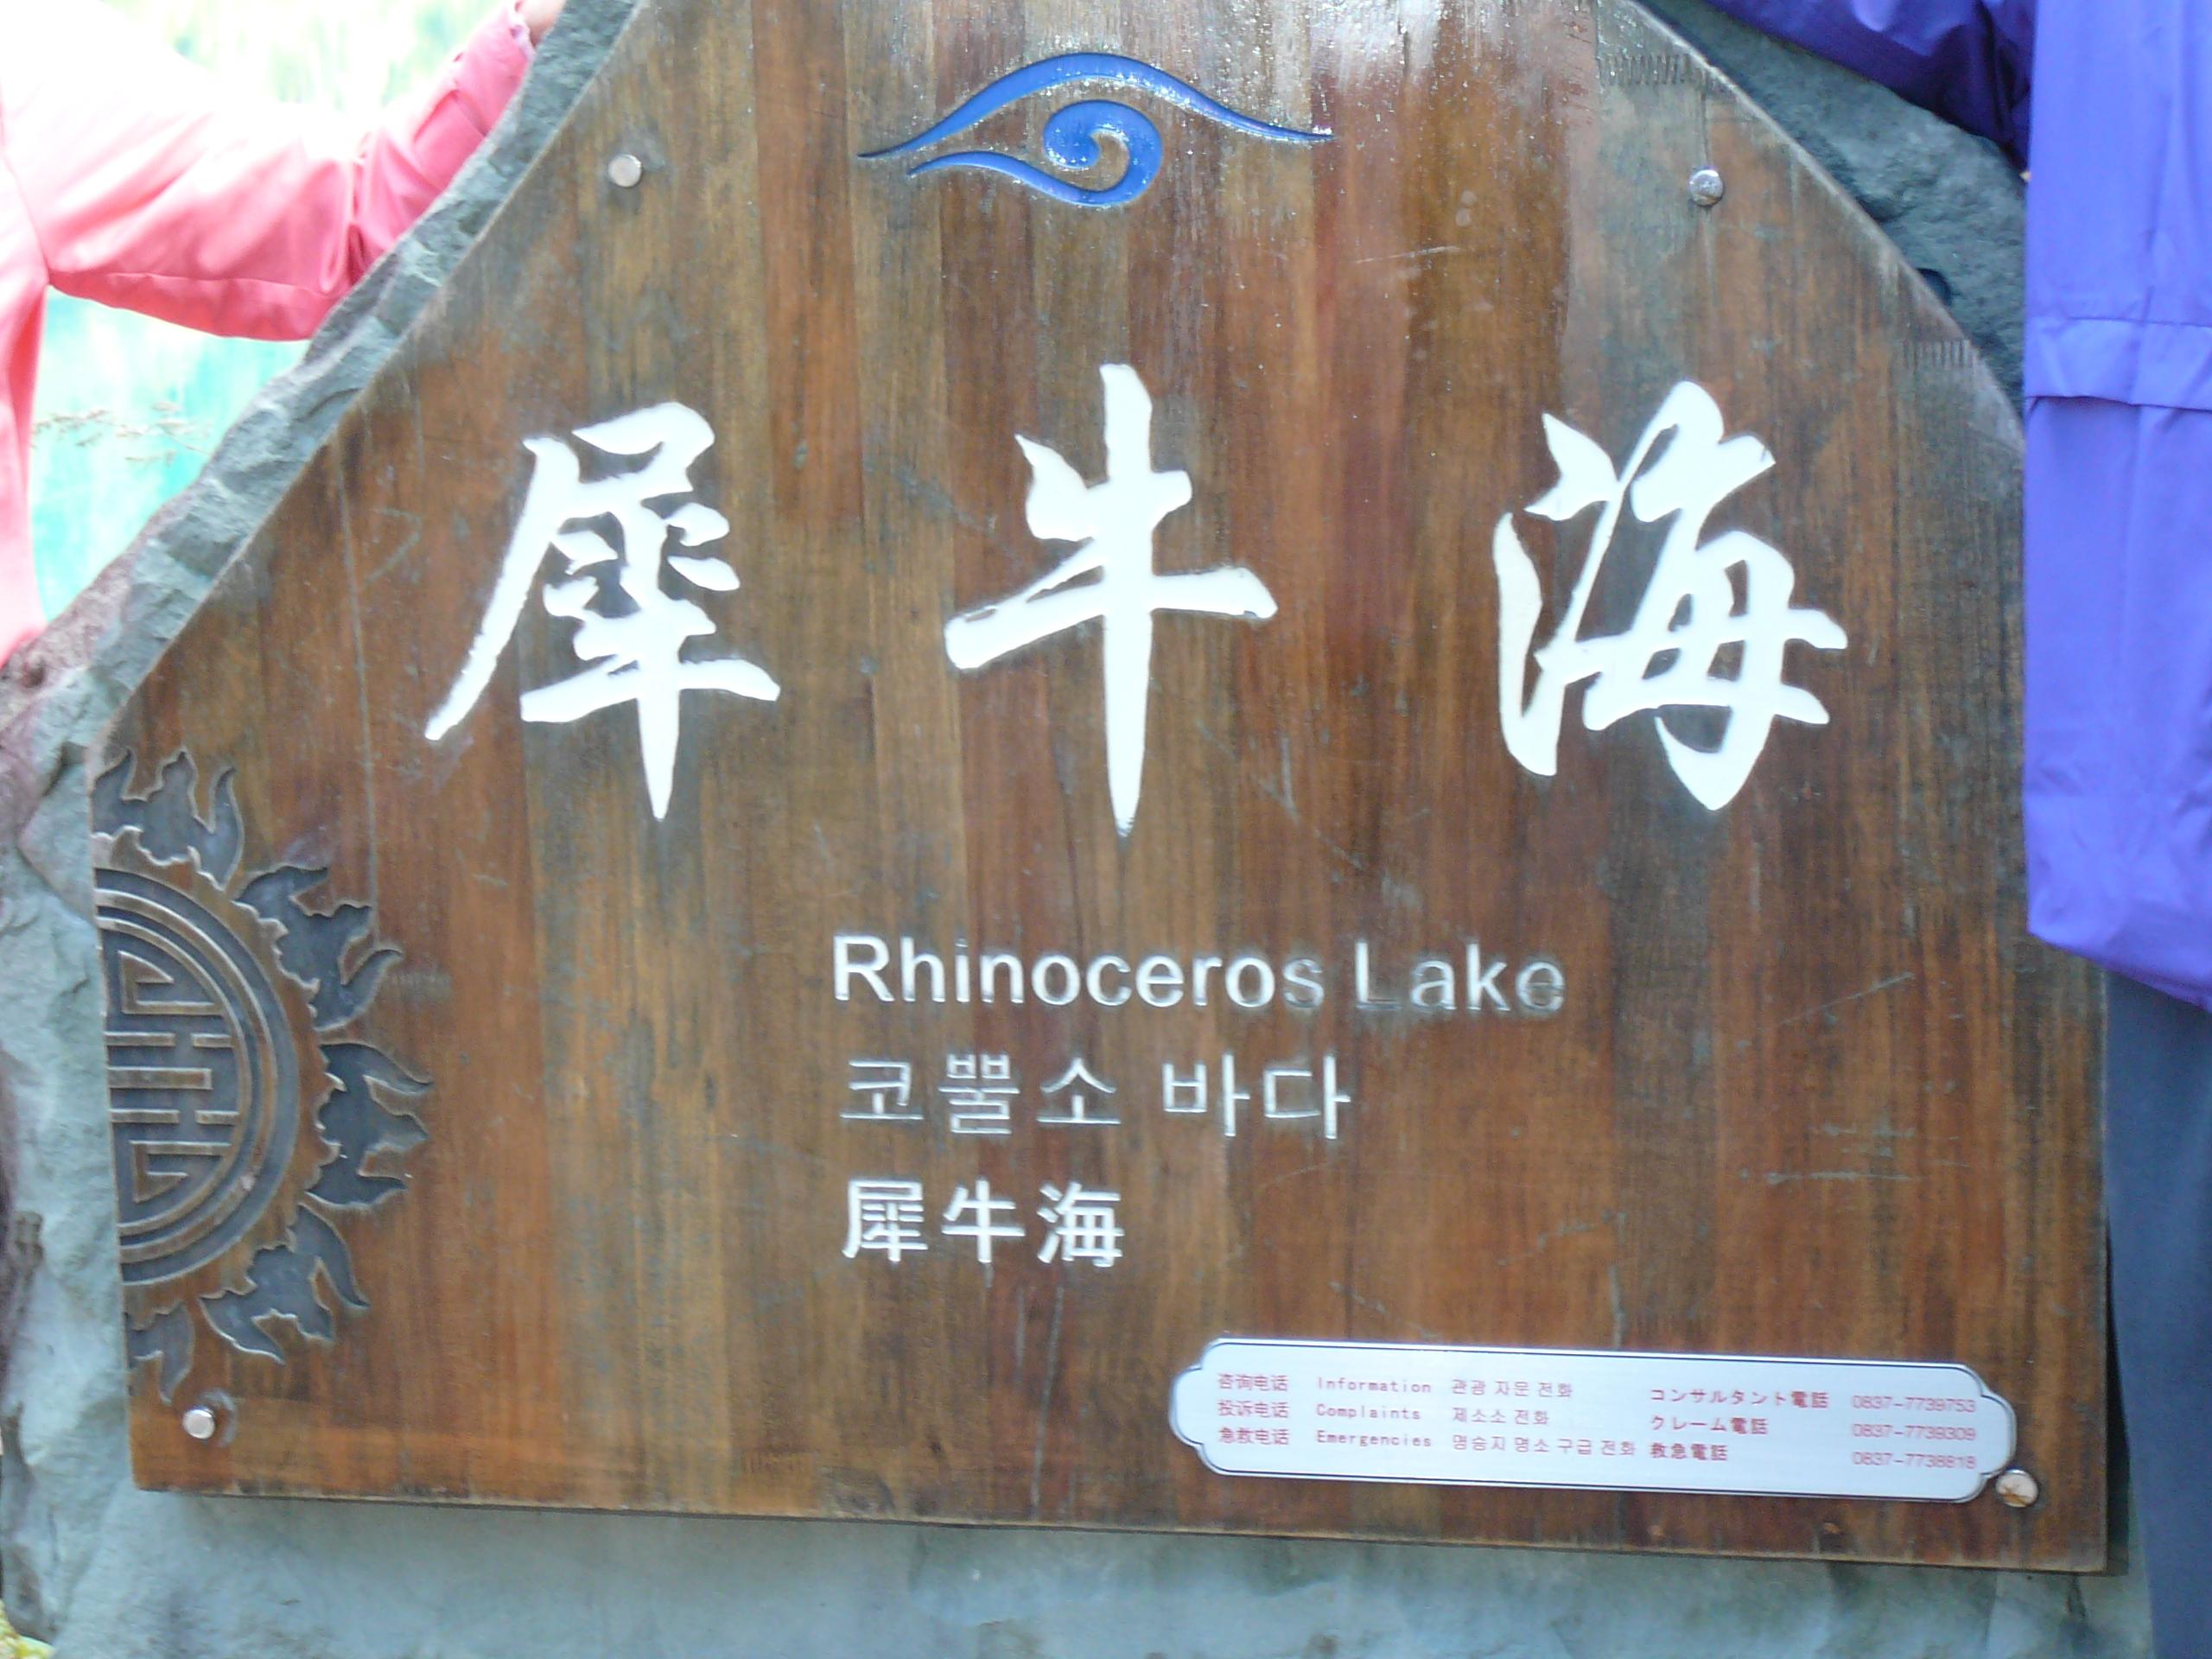 犀牛海
Rhinoceros Lake
코뿔소 바다
犀牛海
咨询电话 Information 관광 자문 전화 コンサルタント電話 0837-7739753
投诉电话 Complaints 제소소 전화 クレーム電話 0837-7739309
急救电话 Emergencies 명승지 명소 구급 전화 救急電話 0837-7738818